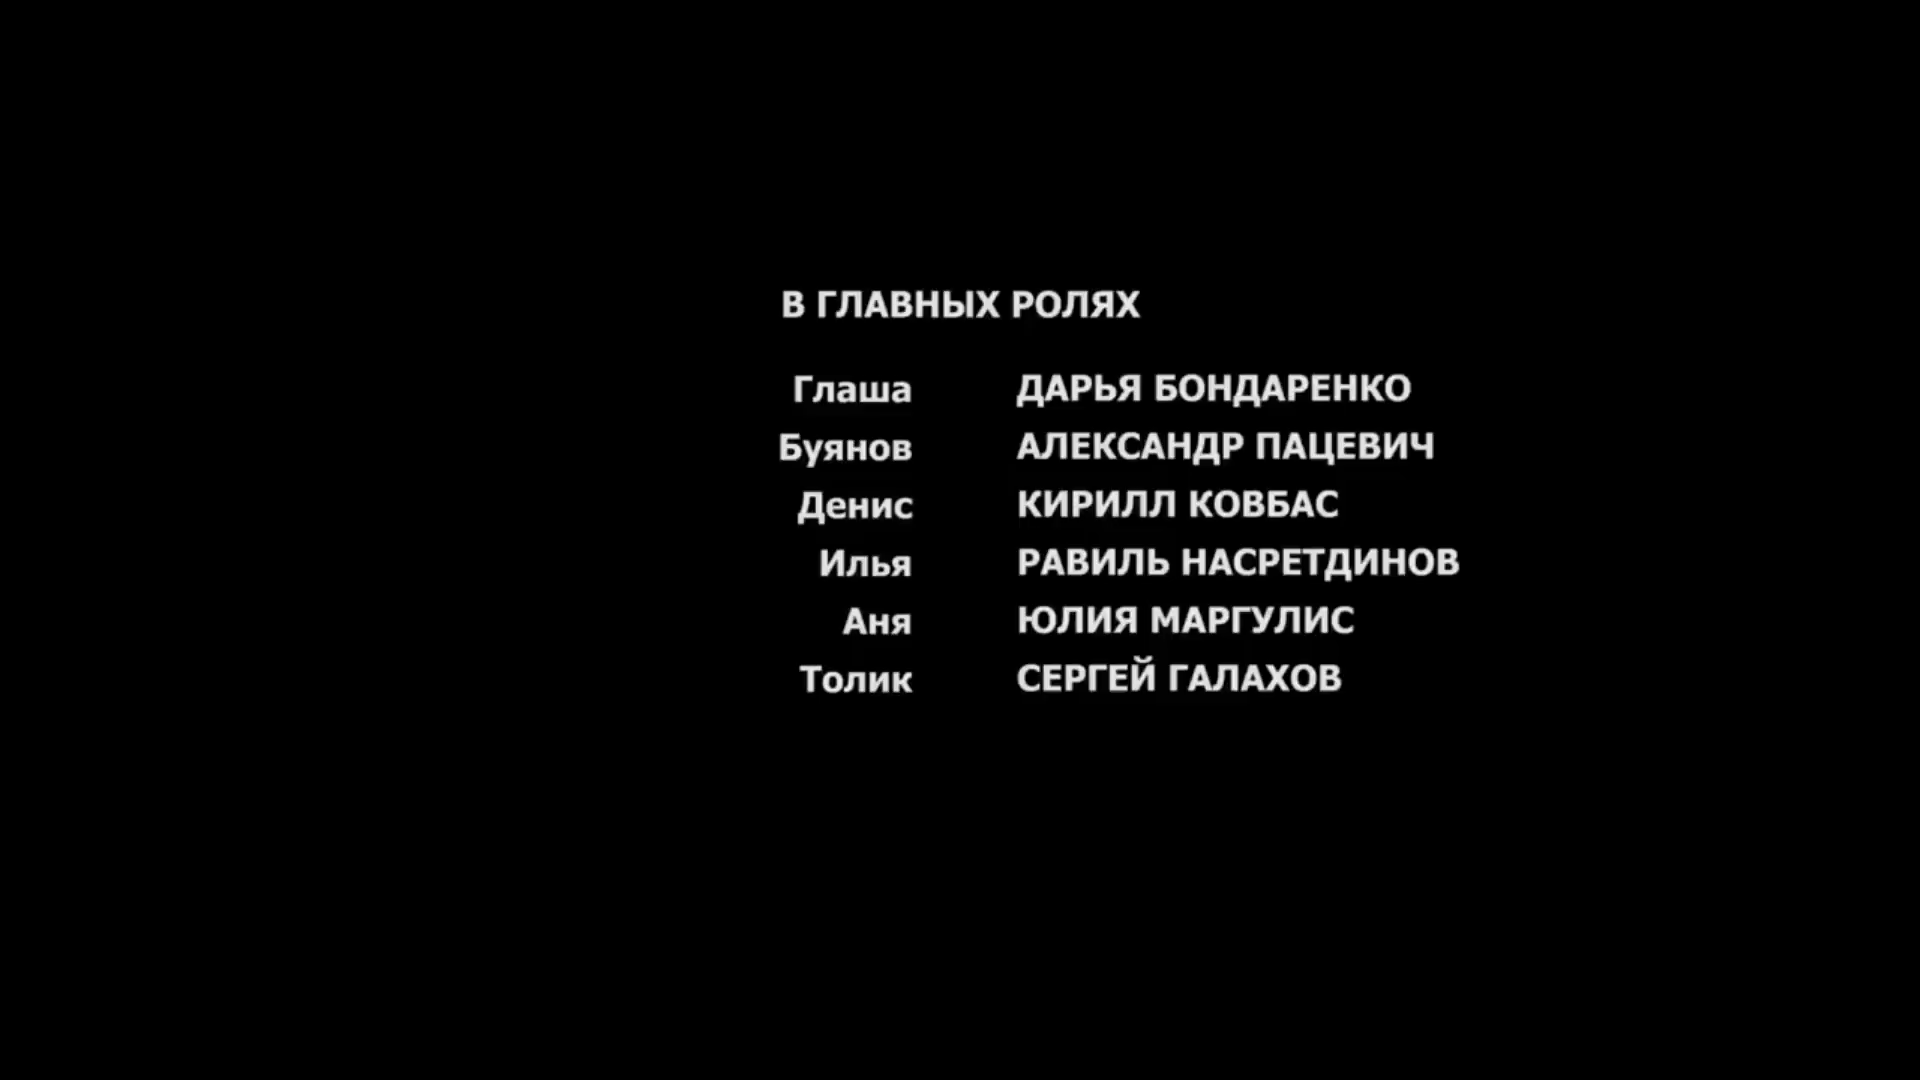 В ГЛАВНЫХ РОЛЯХ
Глаша ДАРЬЯ БОНДАРЕНКО
Буянов АЛЕКСАНДР ПАЦЕВИЧ
Денис КИРИЛЛ КОВБАС
Илья РАВИЛЬ НАСРЕТДИНОВ
Аня ЮЛИЯ МАРГУЛИС
Толик СЕРГЕЙ ГАЛАХОВ